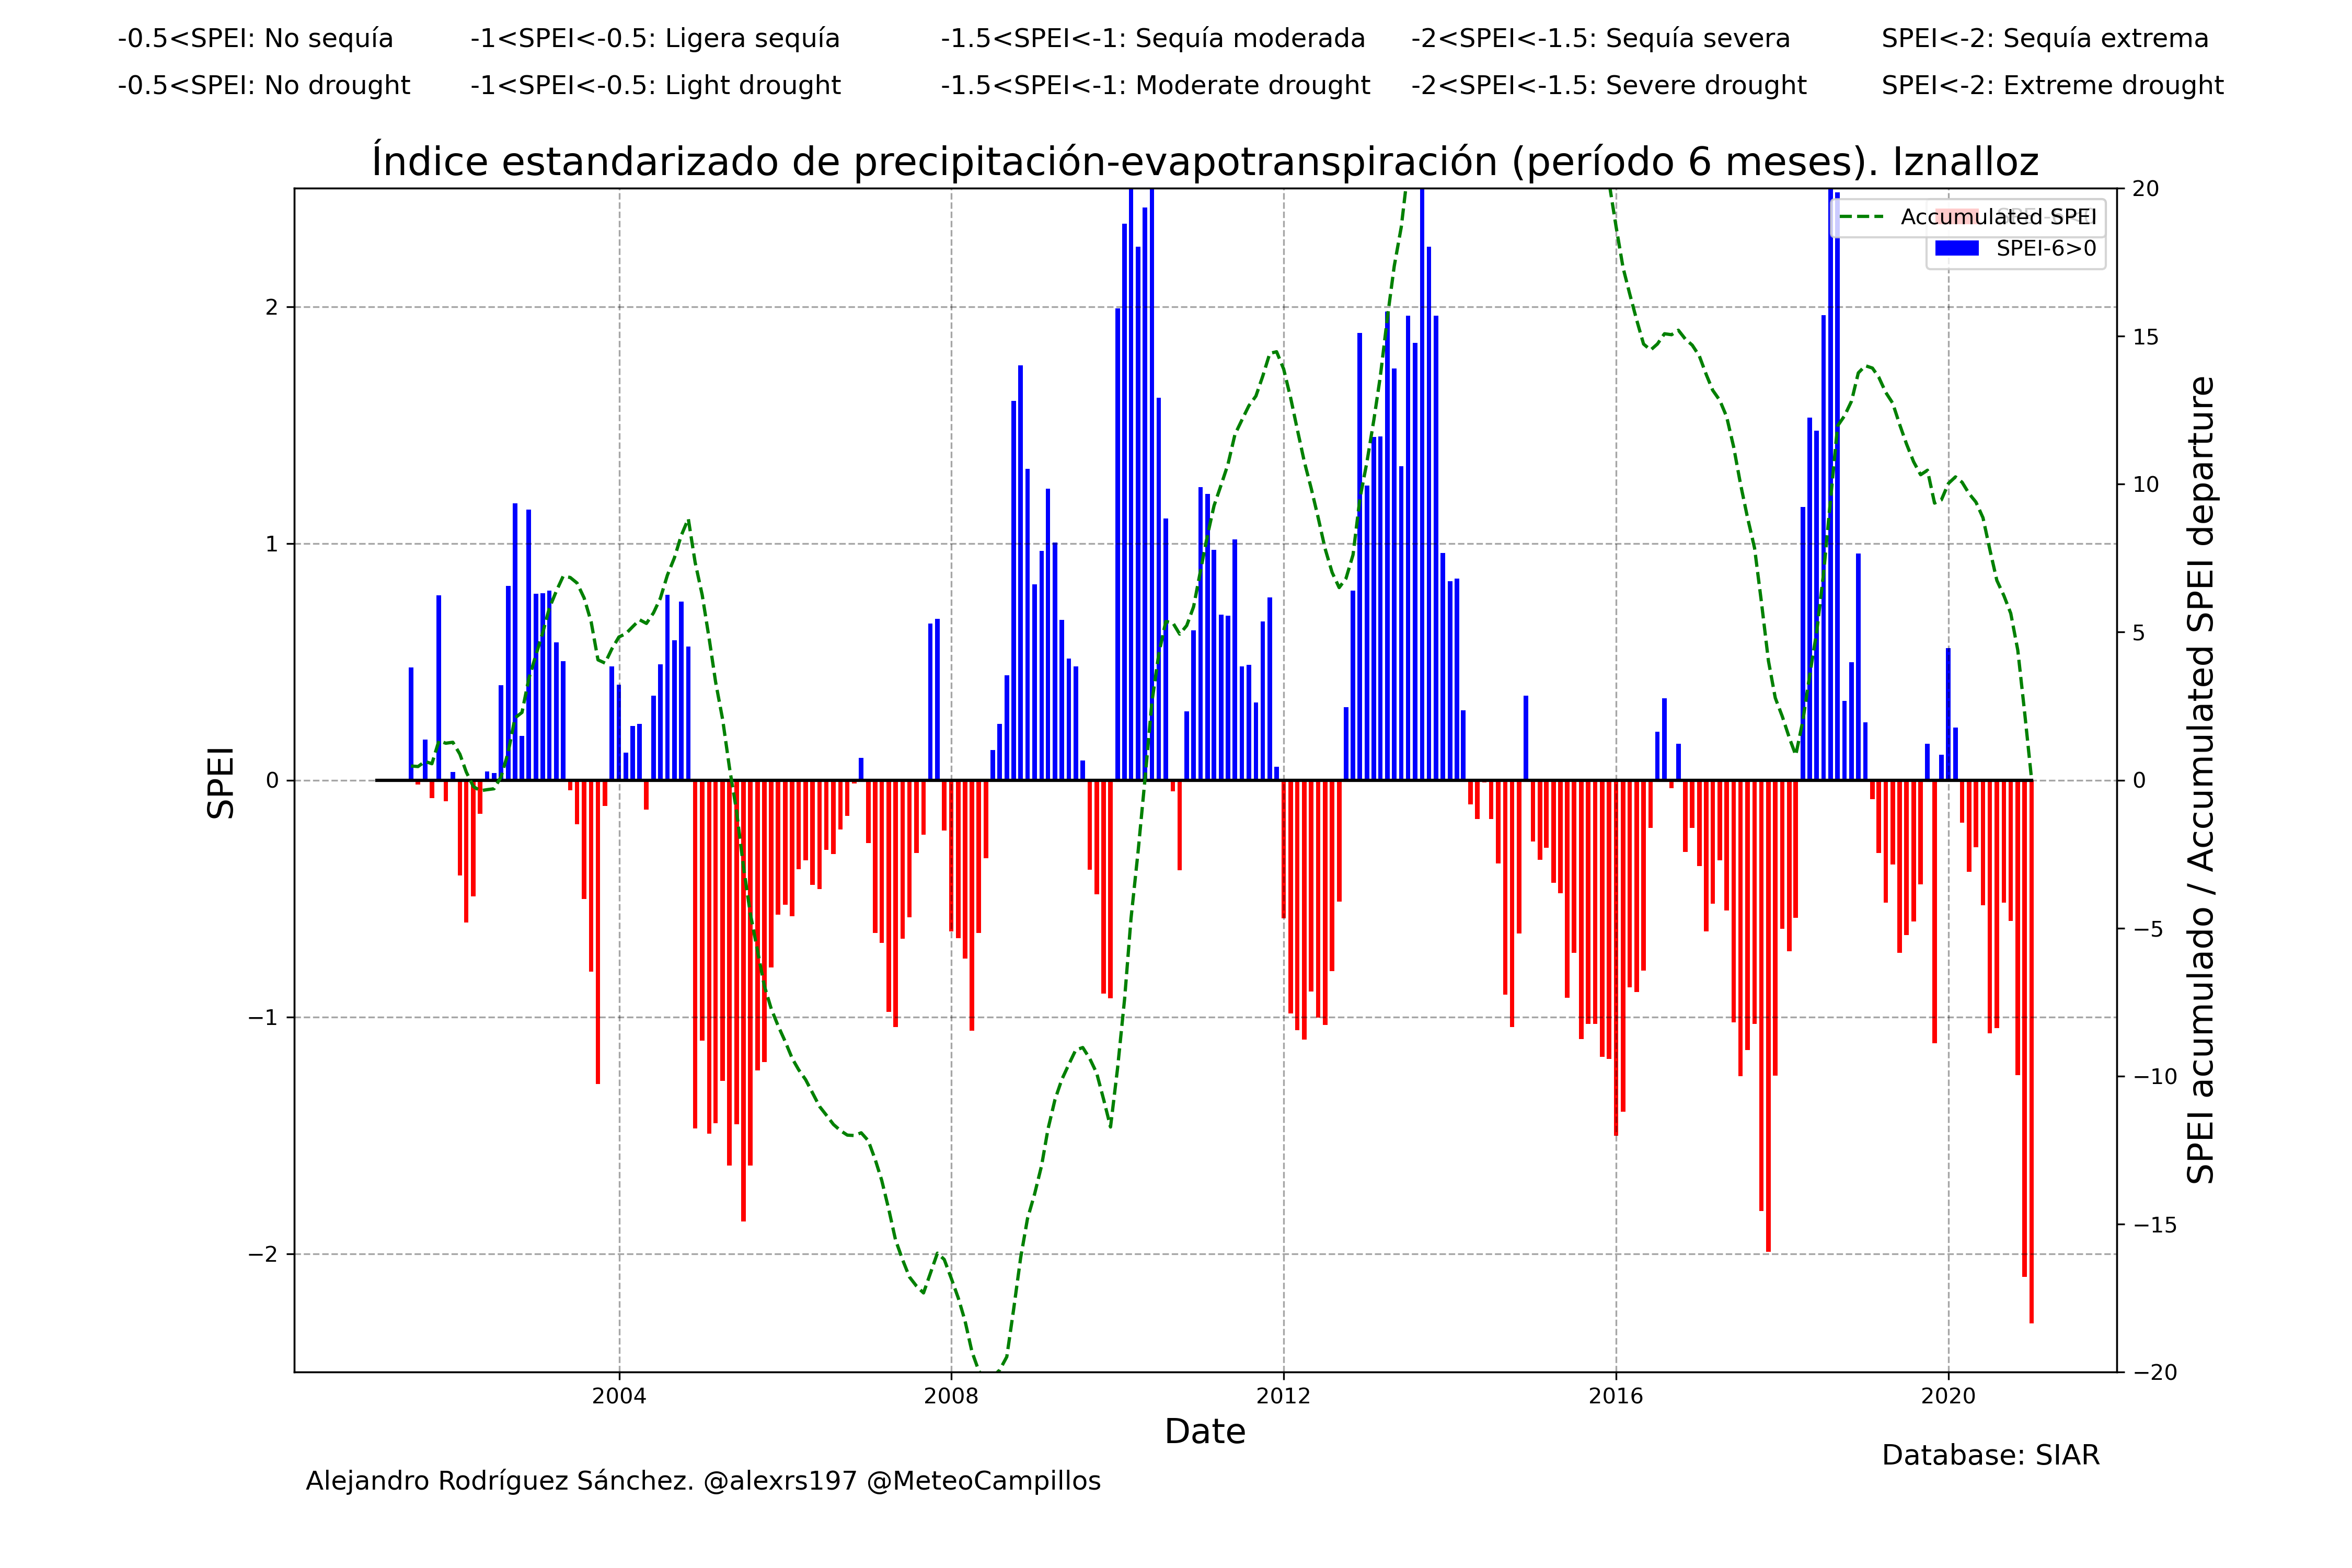 -0.5<SPEI: No sequía -1<SPEI<-0.5: Ligera sequía -1.5<SPEI<-1: Sequía moderada -2<SPEI<-1.5: Sequía severa SPEI<-2: Sequía extrema
-0.5<SPEI: No drought -1<SPEI<-0.5: Light drought -1.5<SPEI<-1: Moderate drought -2<SPEI<-1.5: Severe drought SPEI<-2: Extreme drought
Índice estandarizado de precipitación-evapotranspiración (período 6 meses). Iznalloz
Accumulated SPEI
SPEI-6>0
SPEI
2
1
0
−1
−2
20
15
10
5
0
−5
−10
−15
−20
SPEI acumulado / Accumulated SPEI departure
2004 2008 2012 2016 2020
Date
Database: SIAR
Alejandro Rodríguez Sánchez. @alexrs197 @MeteoCampillos